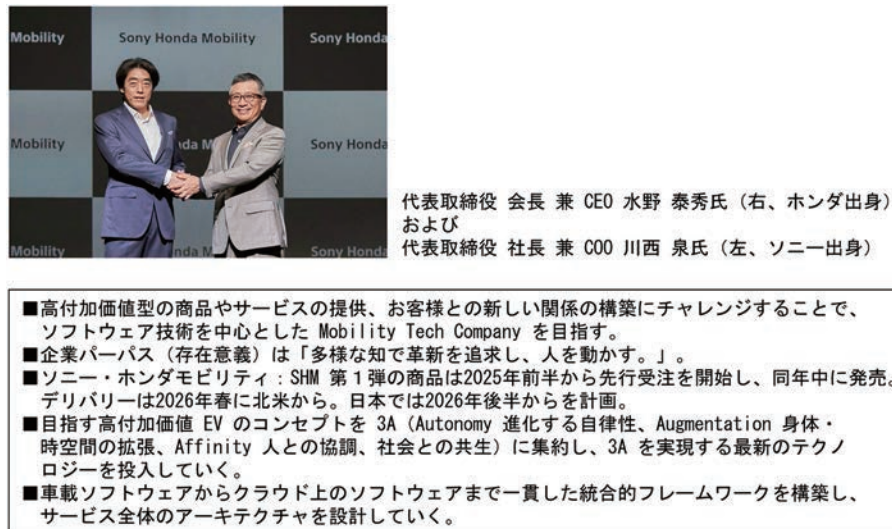 Mobility Sony Honda Mobility Sony Honda
Mobility nda M Sony Honda
Mobility nda M Sony Honda
代表取締役 会長 兼 CEO 水野 泰秀氏（右、ホンダ出身）
および
代表取締役 社長 兼 COO 川西 泉氏（左、ソニー出身）
■高付加価値型の商品やサービスの提供、お客様との新しい関係の構築にチャレンジすることで、
ソフトウェア技術を中心とした Mobility Tech Company を目指す。
■企業パーパス（存在意義）は「多様な知で革新を追求し、人を動かす。」。
■ソニー・ホンダモビリティ：SHM 第１弾の商品は2025年前半から先行受注を開始し、同年中に発売。
デリバリーは2026年春に北米から。日本では2026年後半からを計画。
■目指す高付加価値 EV のコンセプトを 3A（Autonomy 進化する自律性、Augmentation 身体・
時空間の拡張、Affinity 人との協調、社会との共生）に集約し、3A を実現する最新のテクノ
ロジーを投入していく。
■車載ソフトウェアからクラウド上のソフトウェアまで一貫した統合的フレームワークを構築し、
サービス全体のアーキテクチャを設計していく。